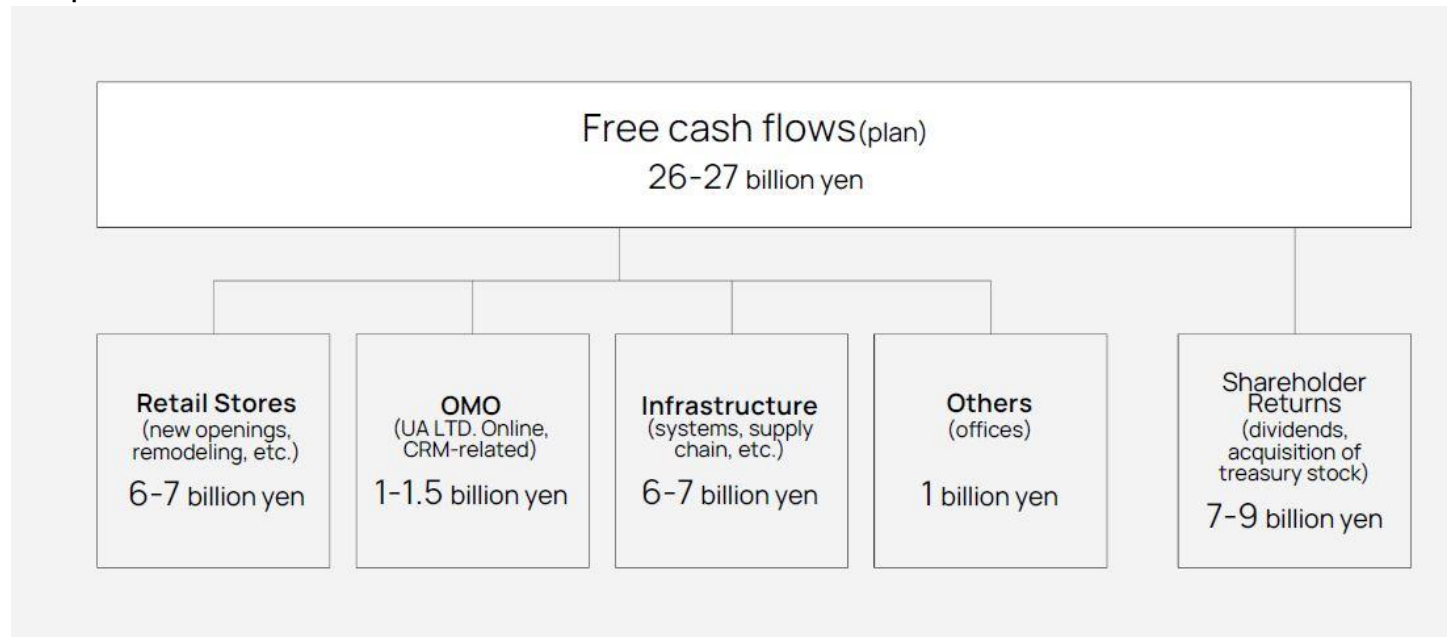 Free cash flows(plan)
26-27 billion yen
Retail Stores
(new openings,
remodeling, etc.)
6-7 billion yen
OMO
(UA LTD. Online,
CRM-related)
1-1.5 billion yen
Infrastructure
(systems, supply
chain, etc.)
6-7 billion yen
Others
(offices)
1 billion yen
Shareholder
Returns
(dividends,
acquisition of
treasury stock)
7-9 billion yen